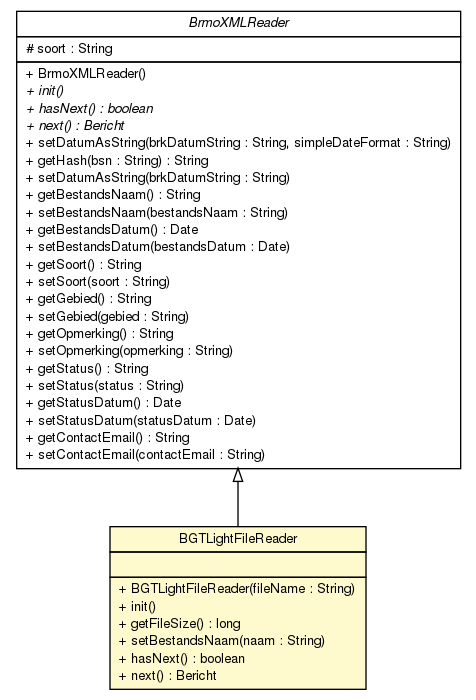 BrmoXMLReader
# soort : String
+ BrmoXMLReader()
+ init()
+ hasNext() : boolean
+ next() : Bericht
+ setDatumAsString(brkDatumString : String, simpleDateFormat : String)
+ getHash(bsn : String) : String
+ setDatumAsString(brkDatumString : String)
+ getBestandsNaam() : String
+ setBestandsNaam(bestandsNaam : String)
+ getBestandsDatum() : Date
+ setBestandsDatum(bestandsDatum : Date)
+ getSoort() : String
+ setSoort(soort : String)
+ getGebied() : String
+ setGebied(gebied : String)
+ getOpmerking() : String
+ setOpmerking(opmerking : String)
+ getStatus() : String
+ setStatus(status : String)
+ getStatusDatum() : Date
+ setStatusDatum(statusDatum : Date)
+ getContactEmail() : String
+ setContactEmail(contactEmail : String)
BGTLightFileReader
+ BGTLightFileReader(fileName : String)
+ init()
+ getFileSize() : long
+ setBestandsNaam(naam : String)
+ hasNext() : boolean
+ next() : Bericht